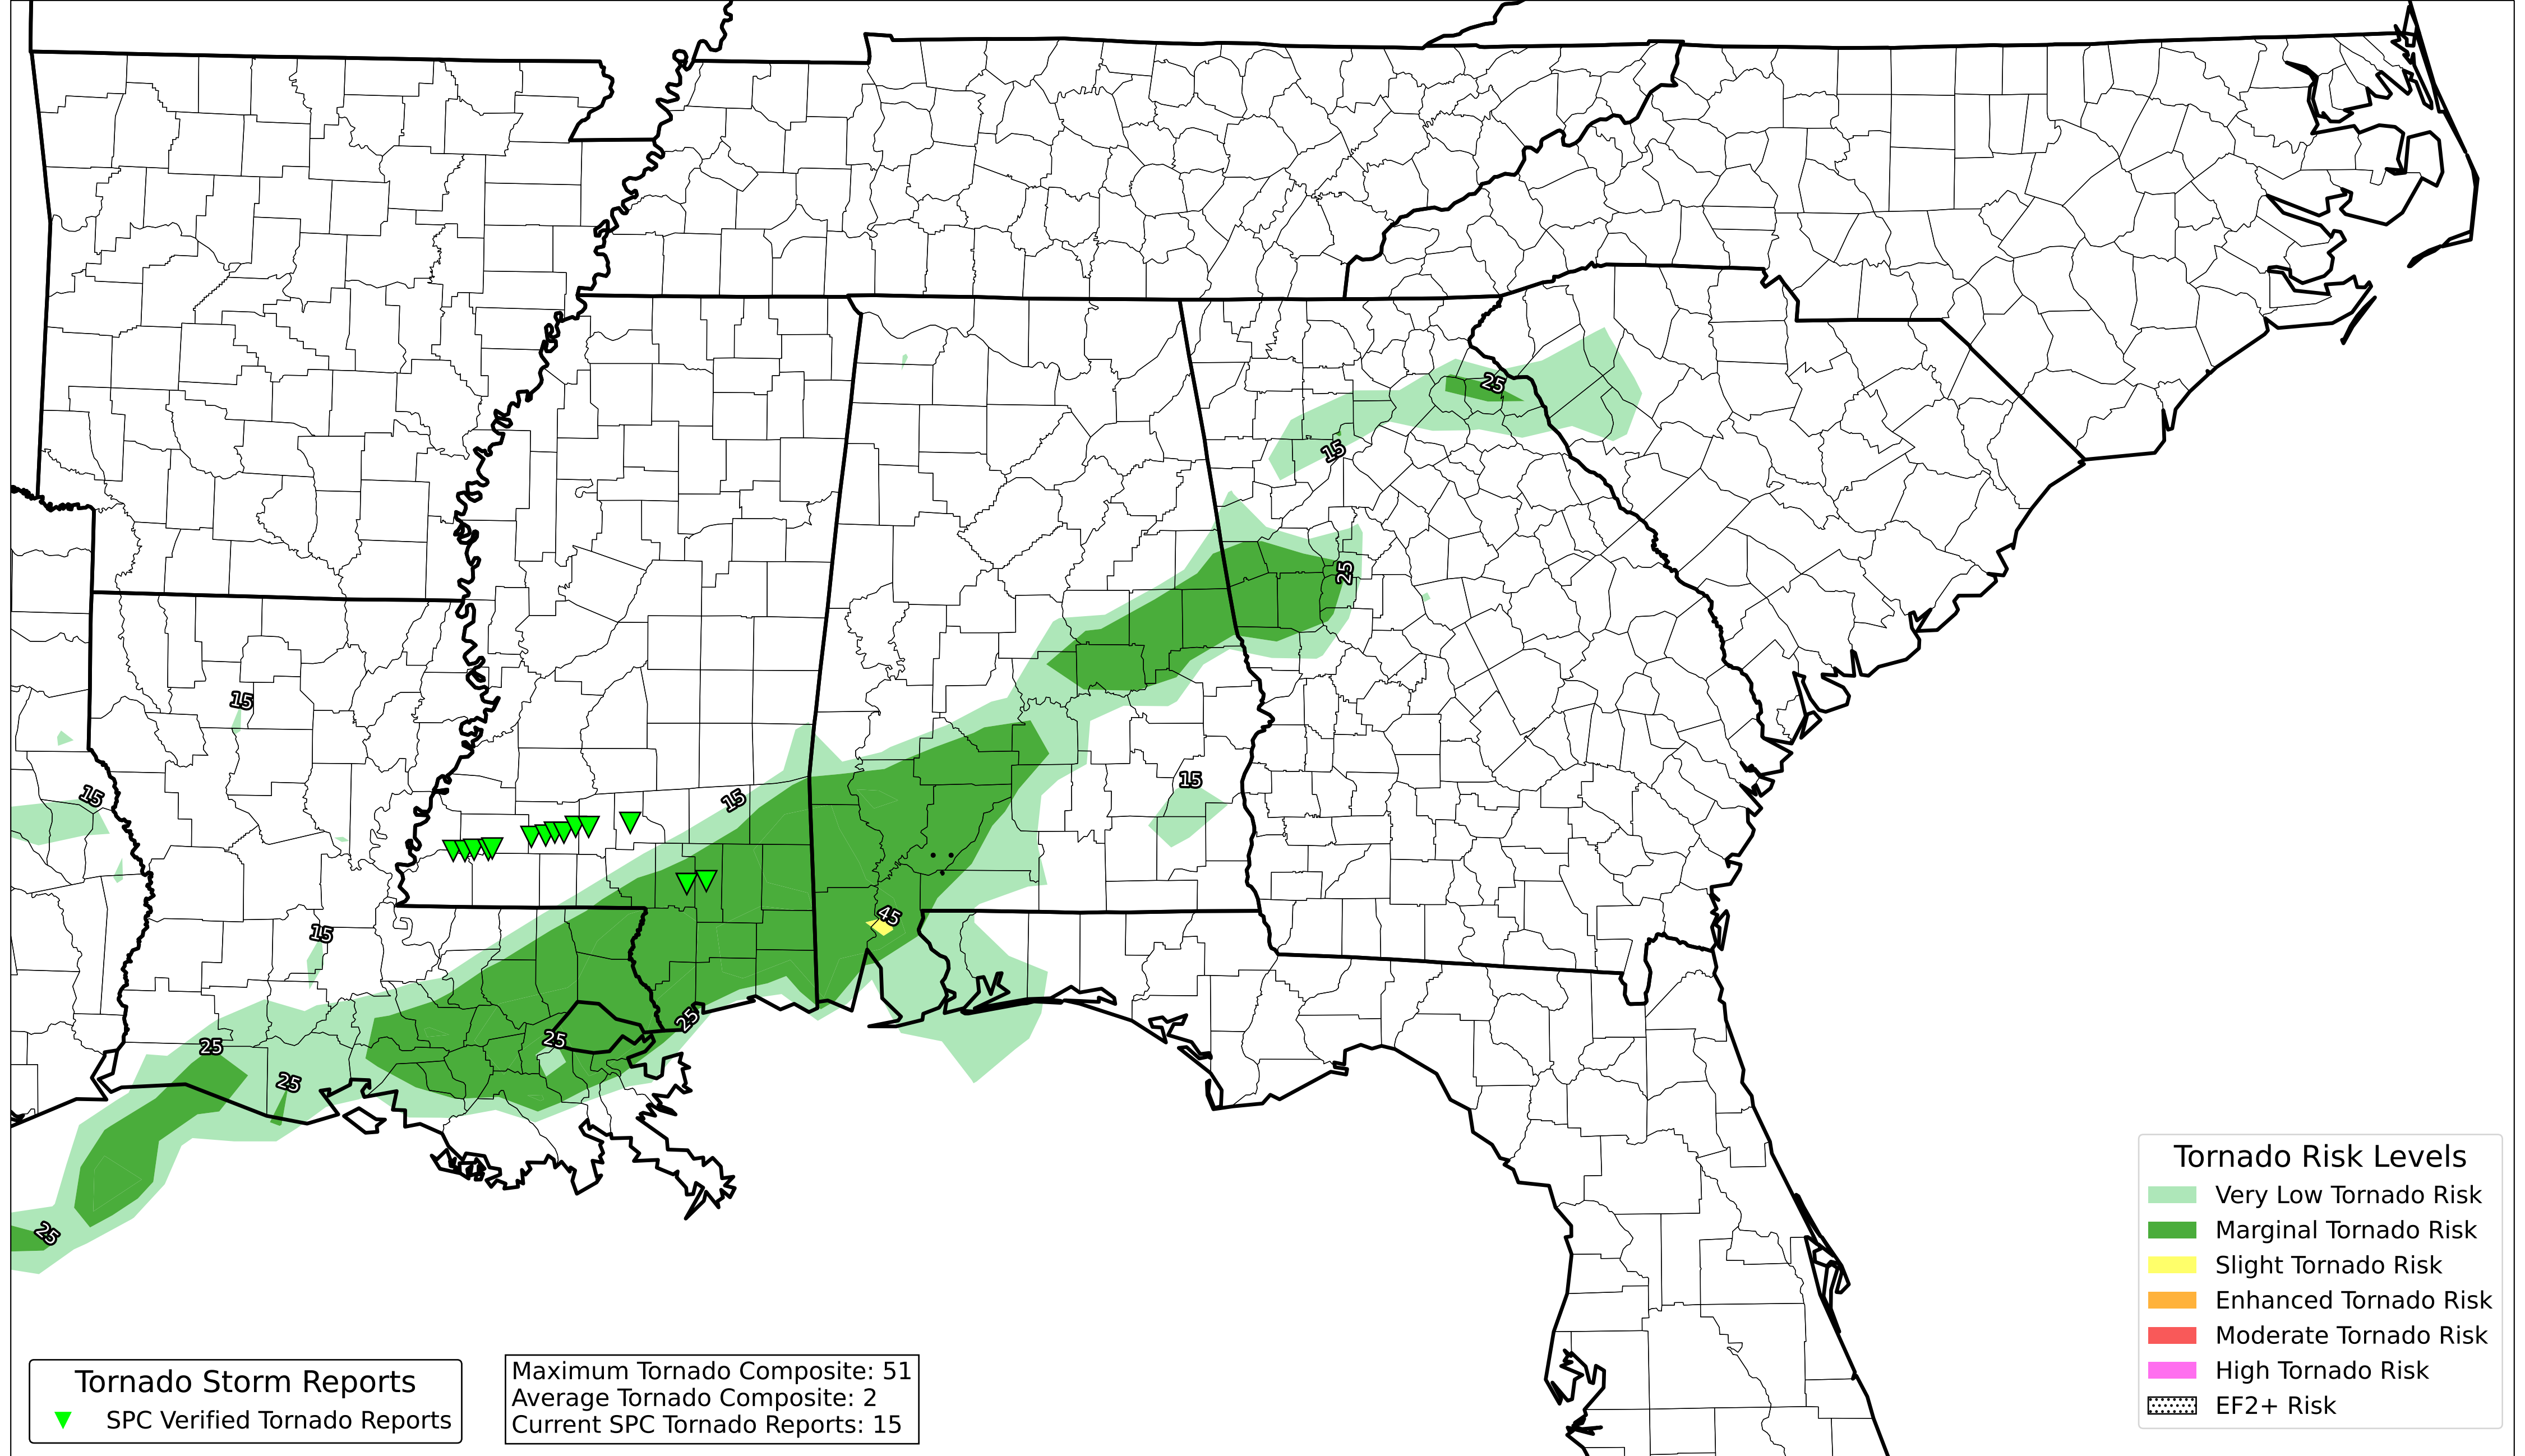 25
15
25
15
15
15
15
45
15
25
25
25
25
25
Tornado Risk Levels
Very Low Tornado Risk
Marginal Tornado Risk
Slight Tornado Risk
Enhanced Tornado Risk
Moderate Tornado Risk
High Tornado Risk
EF2+ Risk
Tornado Storm Reports
SPC Verified Tornado Reports
Maximum Tornado Composite: 51
Average Tornado Composite: 2
Current SPC Tornado Reports: 15